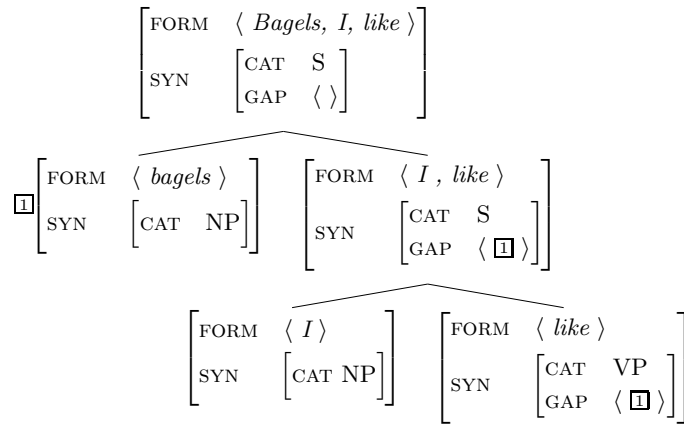 FORM ⟨ Bagels, I, like ⟩
SYN CAT S
GAP ⟨ ⟩
1 FORM ⟨ bagels ⟩
SYN CAT NP
FORM ⟨ I , like ⟩
SYN CAT S
GAP ⟨ 1 ⟩
FORM ⟨ I ⟩
SYN CAT NP
FORM ⟨ like ⟩
SYN CAT VP
GAP ⟨ 1 ⟩